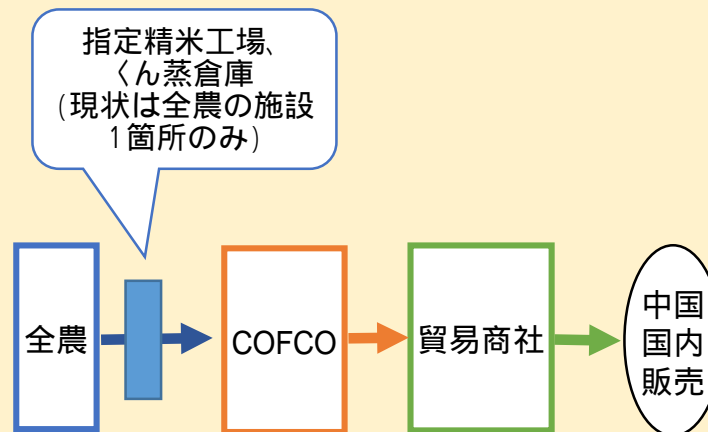 指定精米工場、
くん蒸倉庫
(現状は全農の施設
1箇所のみ)
全農
COFCO
貿易商社
中国
国内
販売